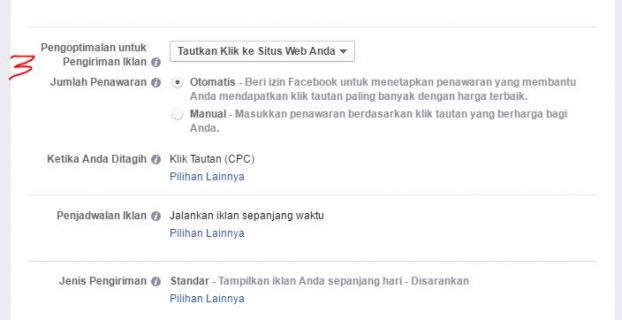 Pengoptimalan untuk Pengiriman Iklan
Tautkan Klik ke Situs Web Anda
3
Jumlah Penawaran
Otomatis - Beri izin Facebook untuk menetapkan penawaran yang membantu
Anda mendapatkan klik tautan paling banyak dengan harga terbaik.
Manual - Masukkan penawaran berdasarkan klik tautan yang berharga bagi
Anda.
Ketika Anda Ditagih
Klik Tautan (CPC)
Pilihan Lainnya
Penjadwalan Iklan
Jalankan iklan sepanjang waktu
Pilihan Lainnya
Jenis Pengiriman
Standar - Tampilkan iklan Anda sepanjang hari - Disarankan
Pilihan Lainnya